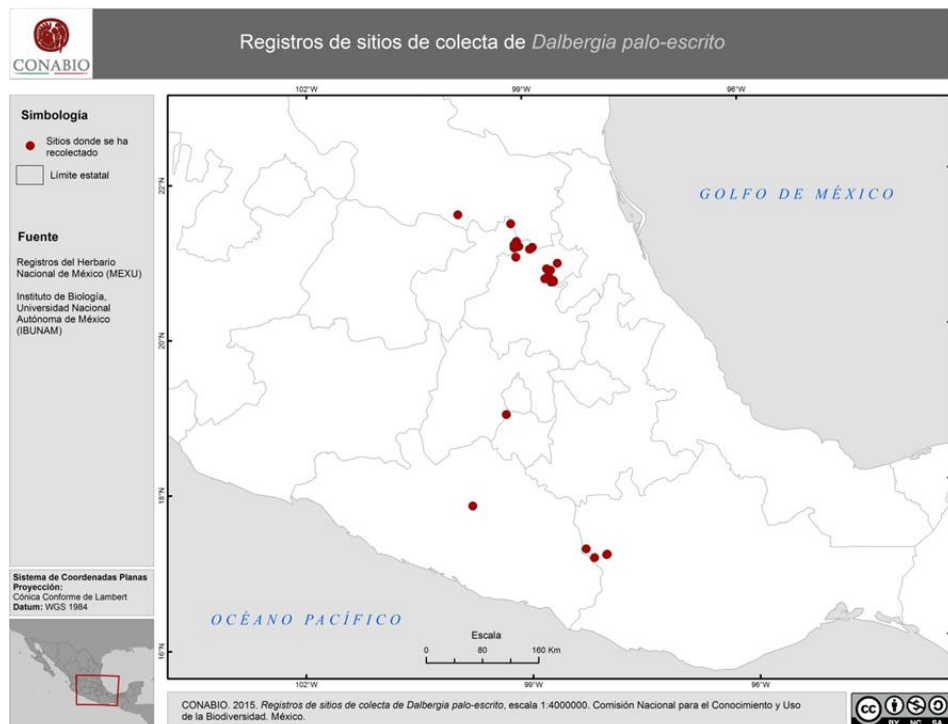 CONABIO
Registros de sitios de colecta de Dalbergia palo-escrito
Simbología
Sitios donde se ha
recolectado
Límite estatal
Fuente
Registros del Herbario
Nacional de México (MEXU)
Instituto de Biología,
Universidad Nacional
Autónoma de México
(IBUNAM)
Sistema de Coordenadas Planas
Proyección:
Cónica Conforme de Lambert
Datum: WGS 1984
102°W
99°W
96°W
22°N
20°N
18°N
16°N
GOLFO DE MÉXICO
OCÉANO PACÍFICO
Escala
0 80 160 Km
102°W
99°W
96°W
CONABIO. 2015. Registros de sitios de colecta de Dalbergia palo-escrito, escala 1:4000000. Comisión Nacional para el Conocimiento y Uso
de la Biodiversidad. México.
cc
BY NC SA